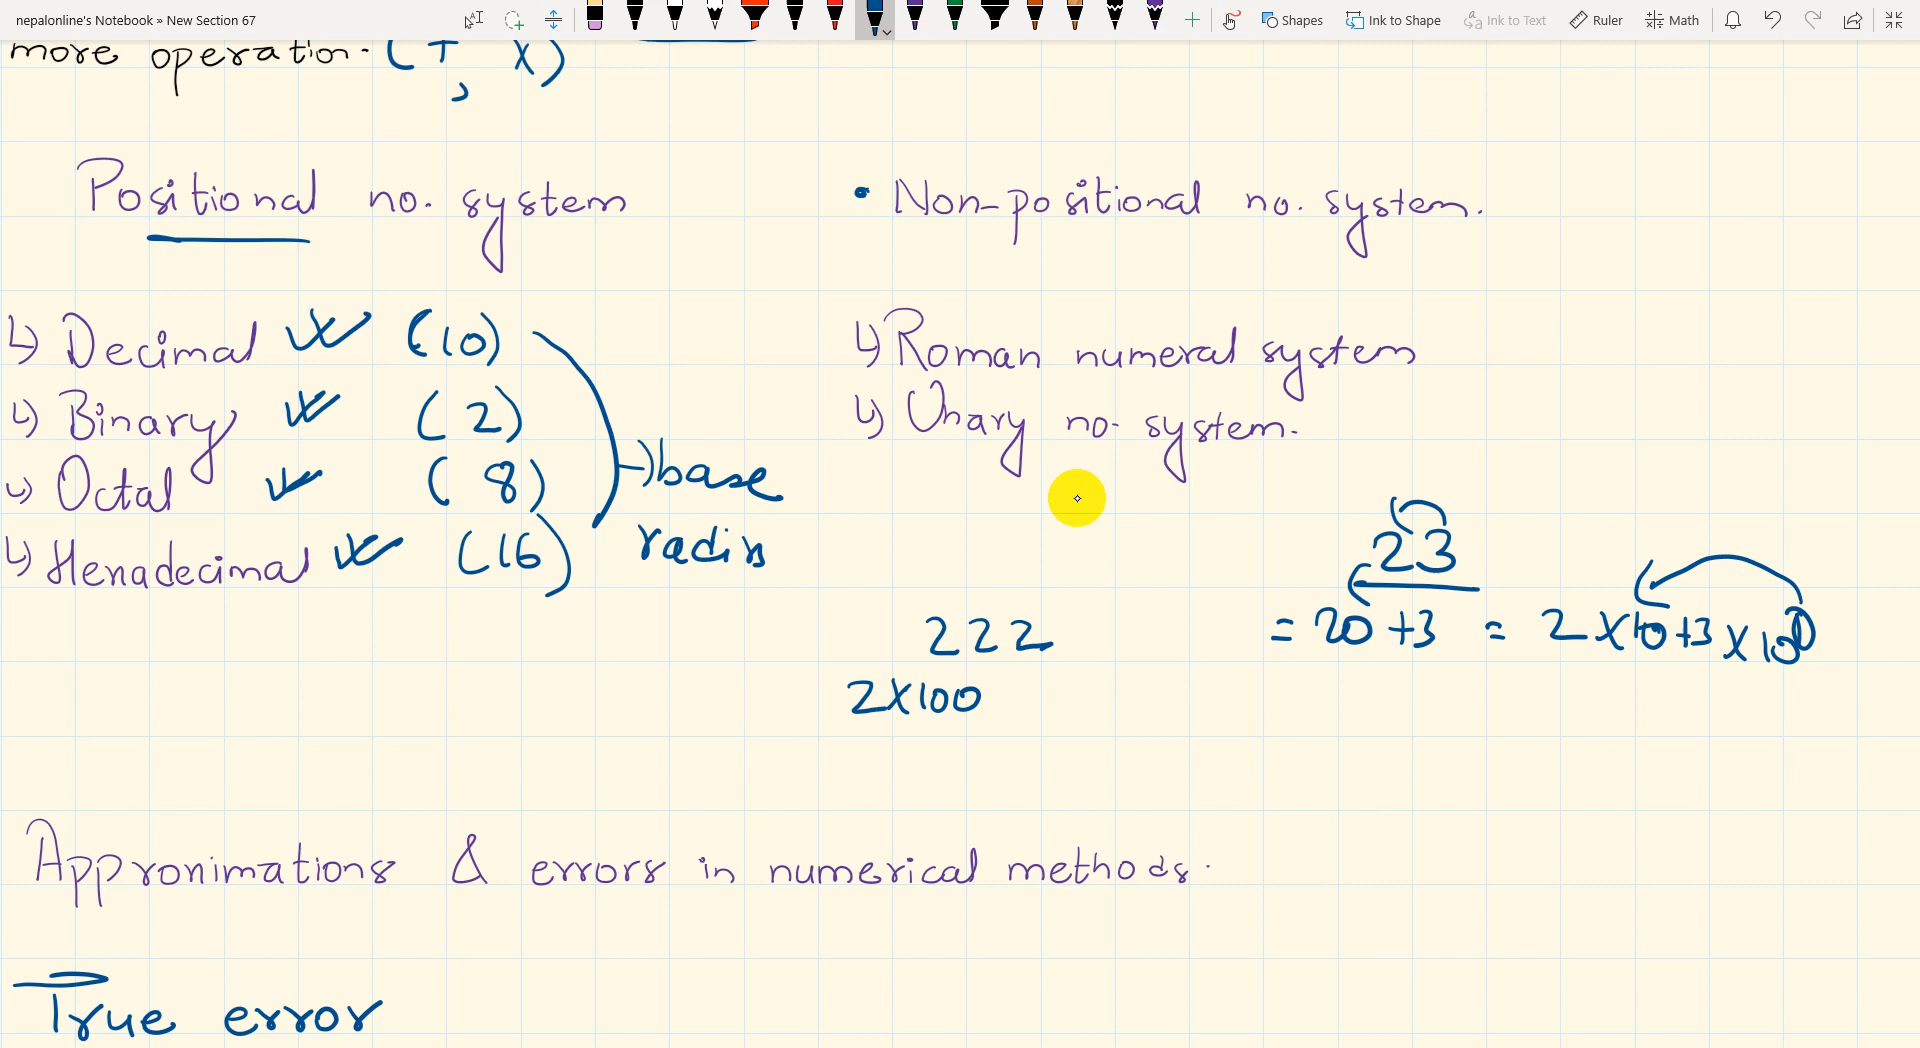 nepalonline's Notebook » New Section 67
Shapes Ink to Shape Ink to Text Ruler Math
more operation. (+, x)
Positional no. system
• Non-positional no. system.
↳ Decimal (10)
↳ Binary (2)
↳ Octal (8)
↳ Hexadecimal (16)
→ base
radix
↳ Roman numeral system
↳ Unary no. system.
23
= 20 + 3 = 2 X 10 + 3 X 10⁰
222
2X100
Approximations & errors in numerical methods.
True error